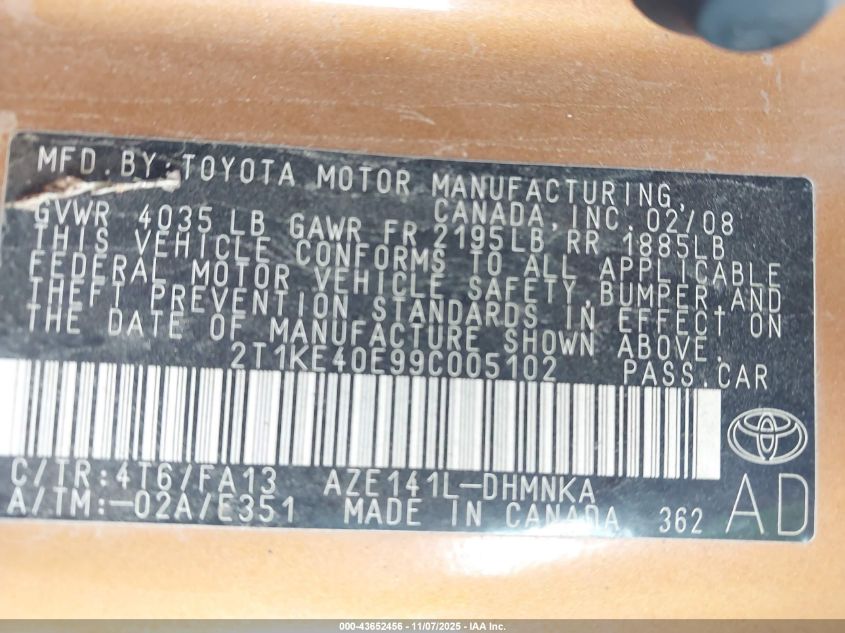 MFD. BY: TOYOTA MOTOR MANUFACTURING,
CANADA, INC. 02/08
GVWR 4035 LB GAWR FR 2195LB RR 1885LB
THIS VEHICLE CONFORMS TO ALL APPLICABLE
FEDERAL MOTOR VEHICLE SAFETY, BUMPER AND
THEFT PREVENTION STANDARDS IN EFFECT ON
THE DATE OF MANUFACTURE SHOWN ABOVE.
2T1KE40E99C005102 PASS.CAR
C/TR: 4T6/FA13 AZE141L-DHMNKA
A/TM:-02A/E351 MADE IN CANADA 362 AD
000-43652456 - 11/07/2025 - IAA Inc.